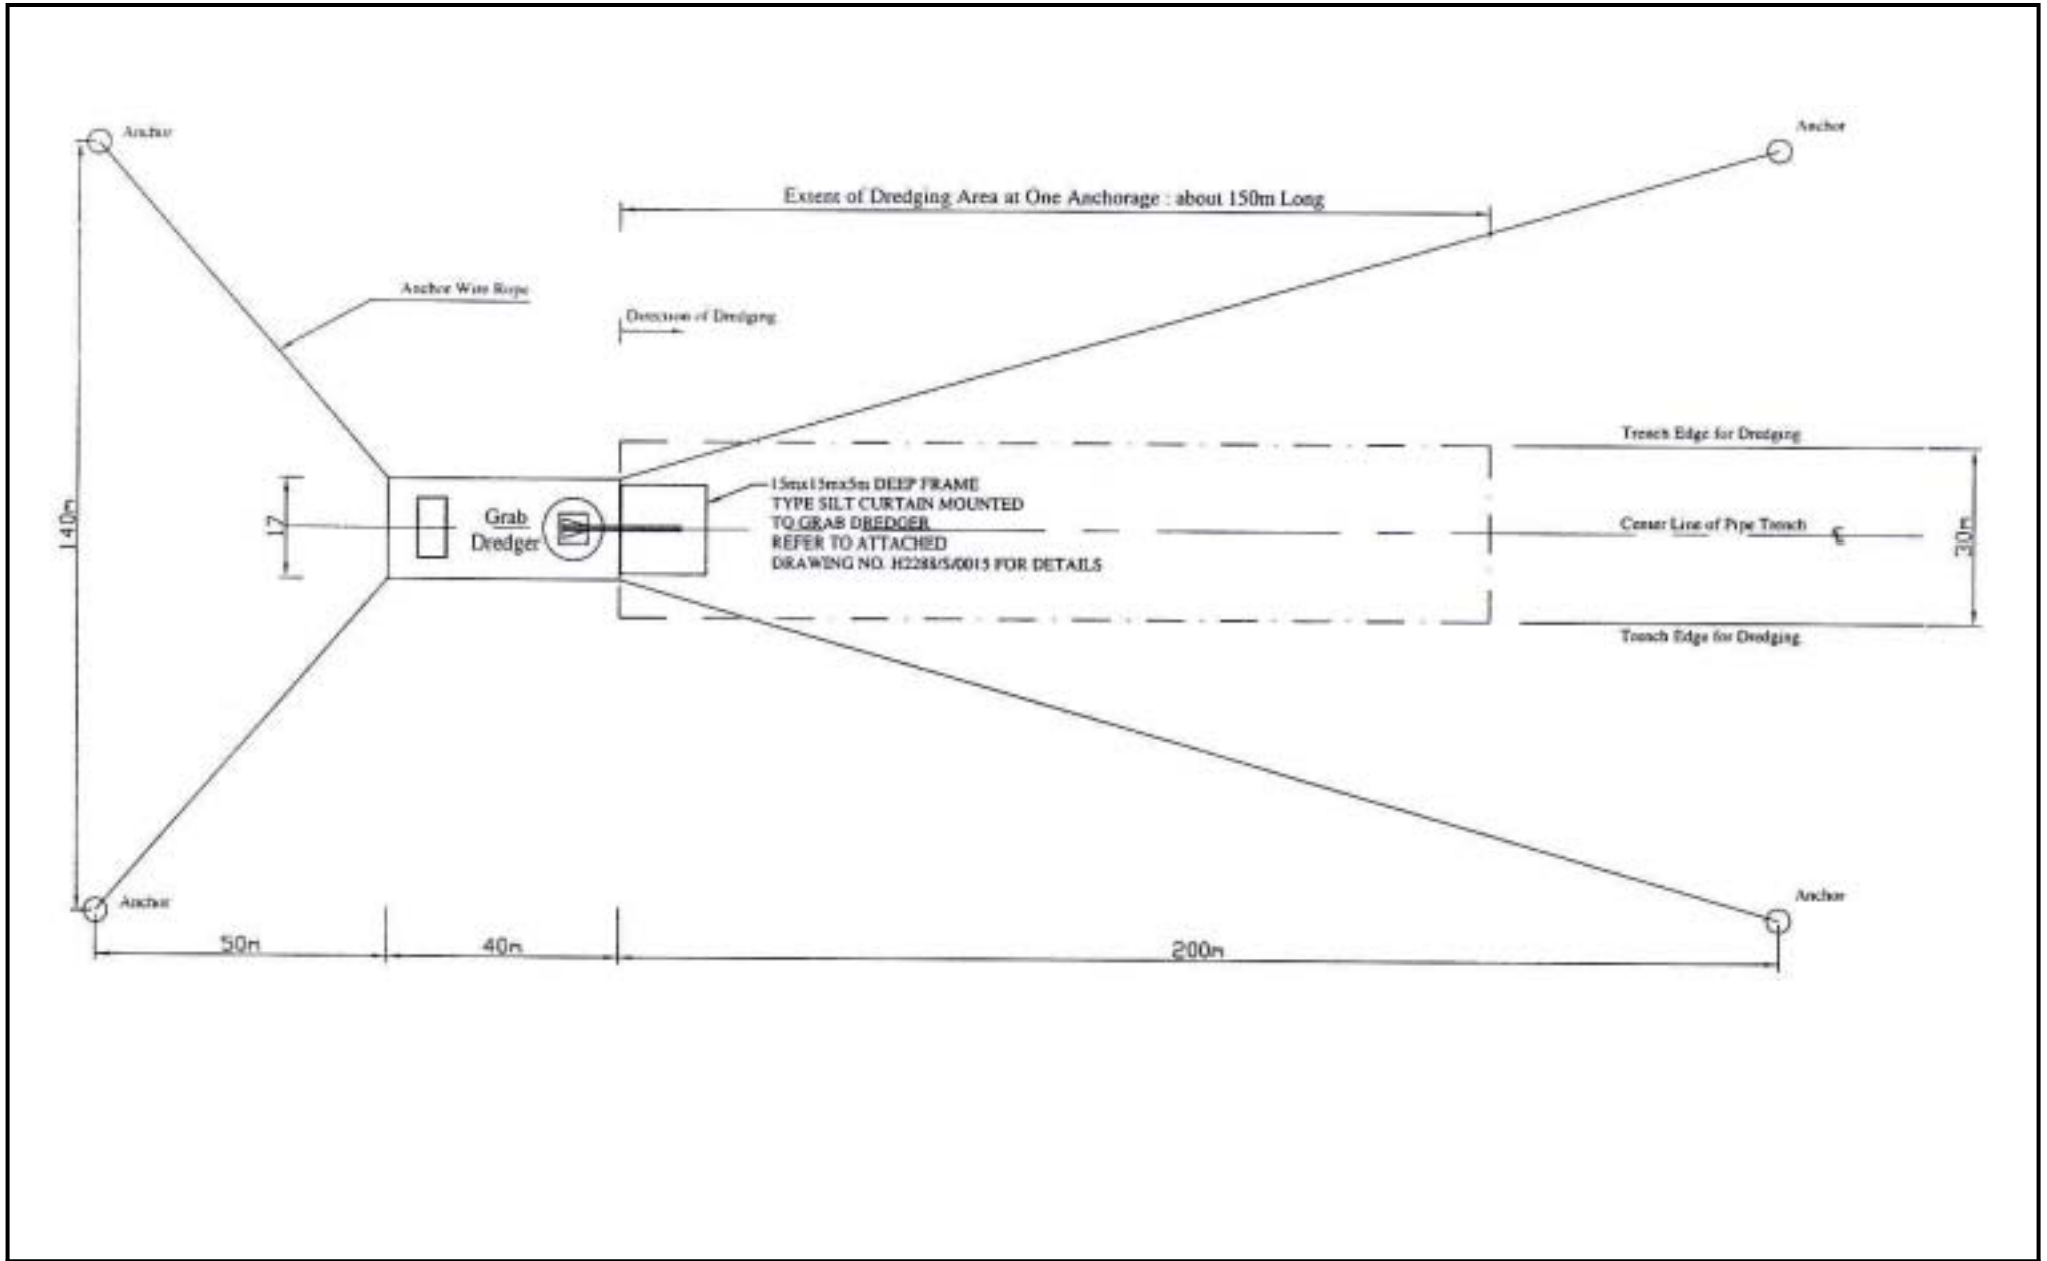 Anchor
Anchor
Extent of Dredging Area at One Anchorage : about 150m Long
Anchor Wire Rope
Direction of Dredging
Trench Edge for Dredging
15mx15mx5m DEEP FRAME
TYPE SILT CURTAIN MOUNTED
TO GRAB DREDGER
REFER TO ATTACHED
DRAWING NO. H2288/S/0015 FOR DETAILS
Grab
Dredger
17
140m
Center Line of Pipe Trench
30m
Trench Edge for Dredging
Anchor
Anchor
50m
40m
200m